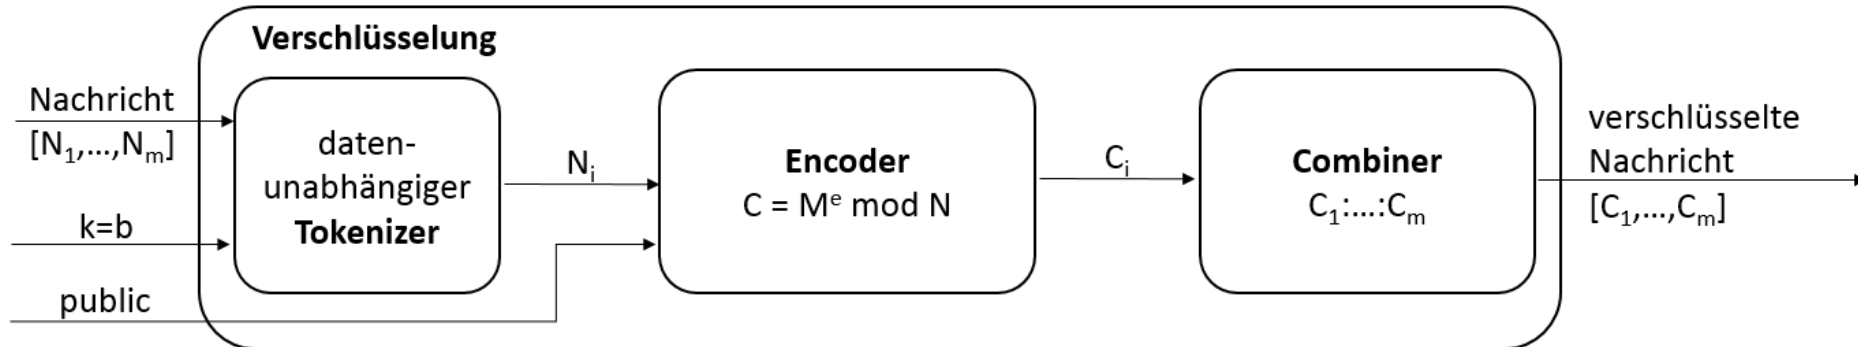 Verschlüsselung
Nachricht
[N₁,...,Nₘ]
k=b
public
daten-
unabhängiger
Tokenizer
Nᵢ
Encoder
C = Mᵉ mod N
Cᵢ
Combiner
C₁:...:Cₘ
verschlüsselte
Nachricht
[C₁,...,Cₘ]